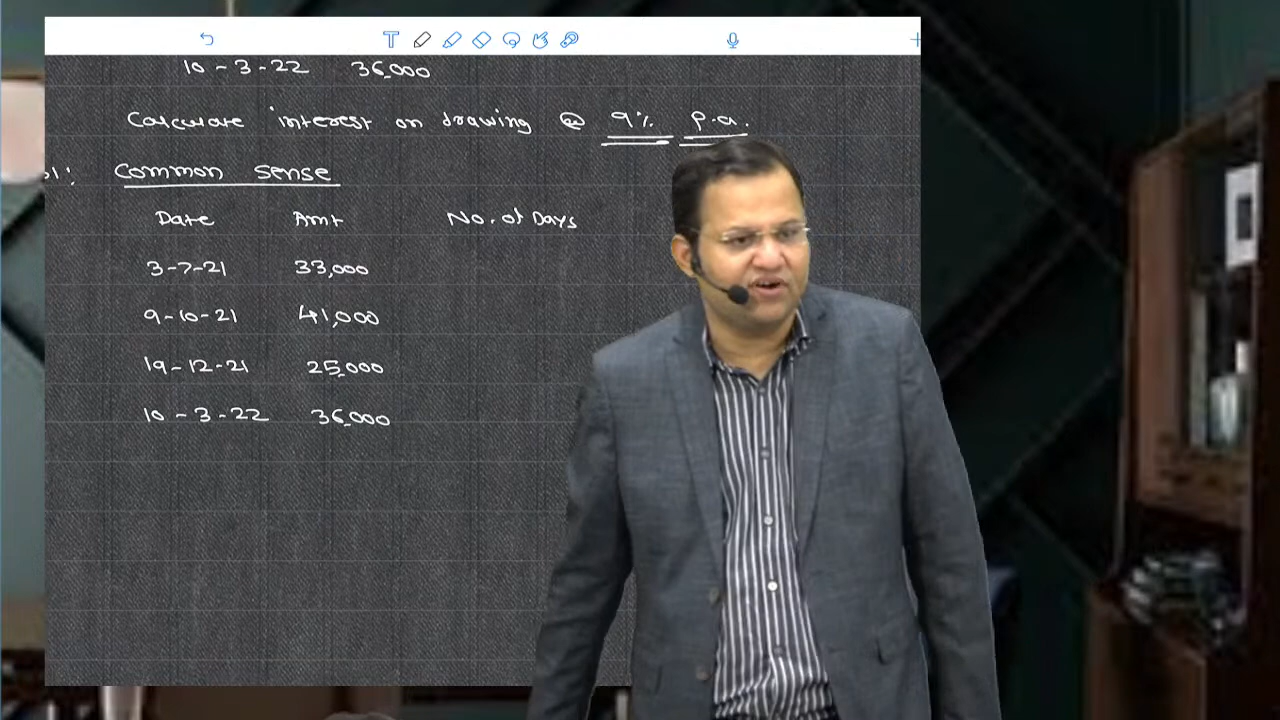 10 - 3 - 22 36,000
Calculate interest on drawing @ 9% p.a.
Common sense
Date Amt No. of Days
3-7-21 33,000
9-10-21 41,000
19-12-21 25,000
10 - 3 - 22 36,000